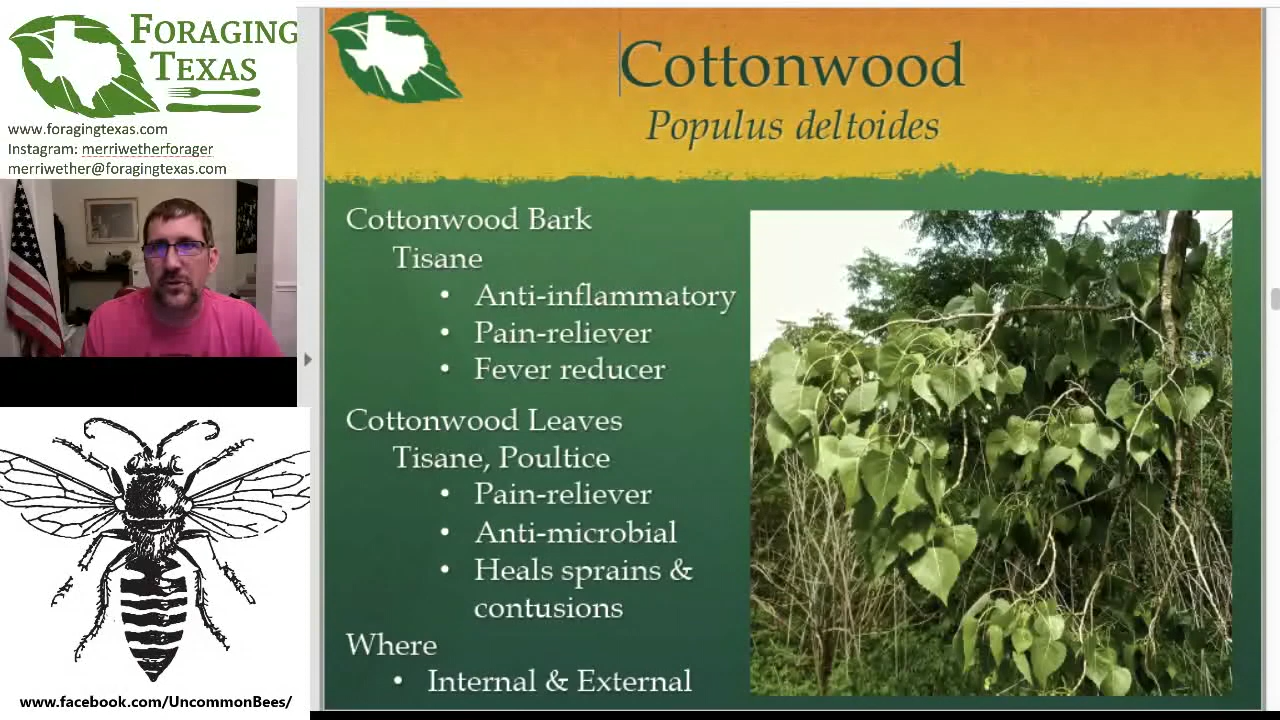 FORAGING
TEXAS
www.foragingtexas.com
Instagram: merriwetherforager
merriwether@foragingtexas.com
www.facebook.com/UncommonBees/
Cottonwood
Populus deltoides
Cottonwood Bark
Tisane
• Anti-inflammatory
• Pain-reliever
• Fever reducer
Cottonwood Leaves
Tisane, Poultice
• Pain-reliever
• Anti-microbial
• Heals sprains &
contusions
Where
• Internal & External